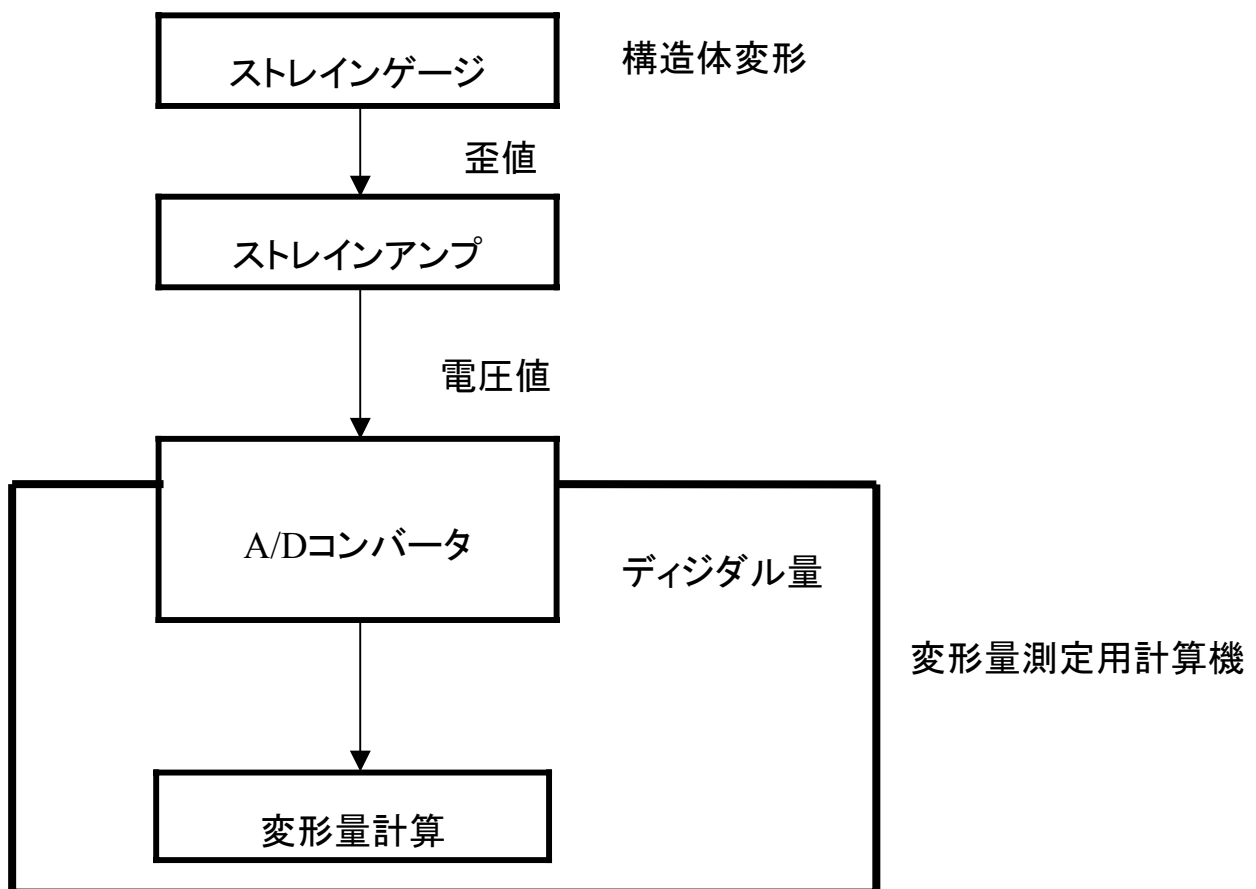 ストレインゲージ
構造体変形
歪値
ストレインアンプ
電圧値
A/Dコンバータ
ディジダル量
変形量測定用計算機
変形量計算